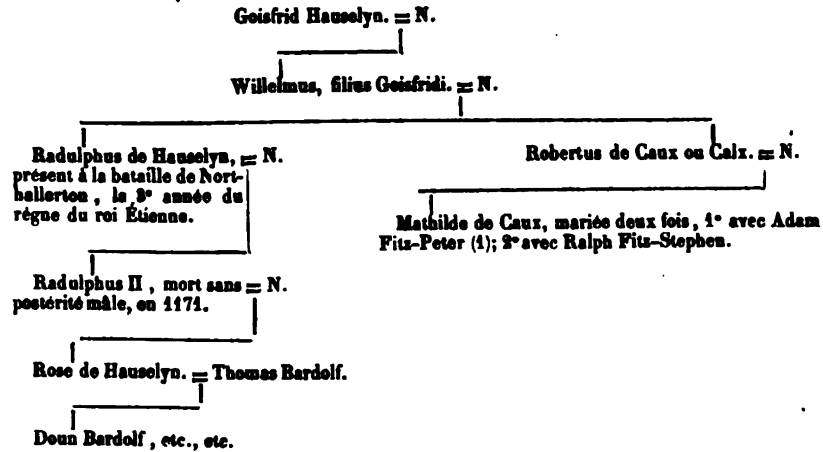 Goisfrid Hauselyn. = N.
Willelmus, filius Goisfridi. = N.
Radulphus de Hauselyn, = N.
présent à la bataille de Nort-
hallerton, la 3e année du
règne du roi Étienne.
Robertus de Caux ou Calx. = N.
Mathilde de Caux, mariée deux fois, 1° avec Adam
Fitz-Peter (1); 2° avec Ralph Fitz-Stephen.
Radulphus II, mort sans = N.
postérité mâle, en 1171.
Rose de Hauselyn. = Thomas Bardolf.
Doun Bardolf, etc., etc.